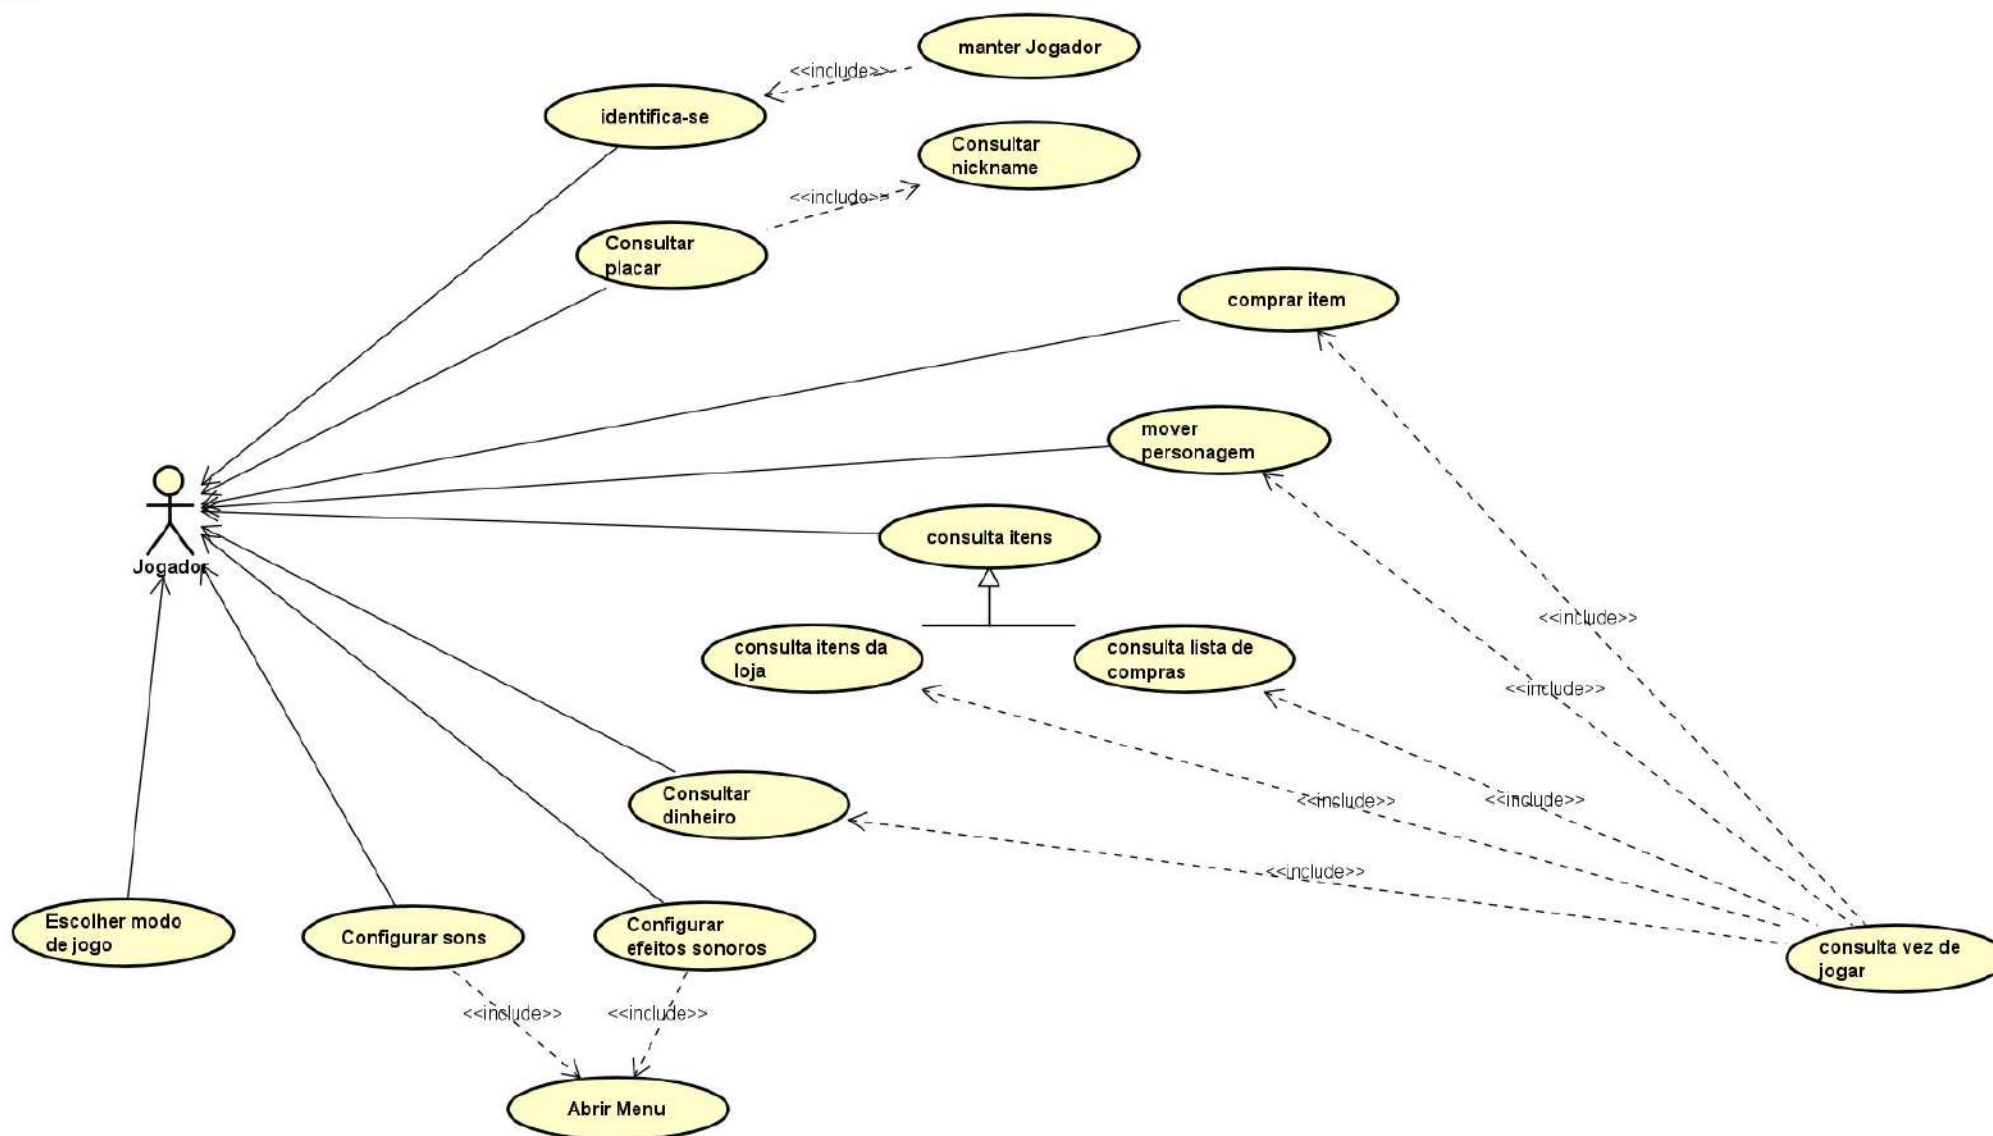 manter Jogador
<<include>>
identifica-se
Consultar
nickname
<<include>>
Consultar
placar
comprar item
mover
personagem
consulta itens
Jogador
<<include>>
consulta itens da
loja
consulta lista de
compras
<<include>>
Consultar
dinheiro
<<include>>
<<include>>
<<include>>
Escolher modo
de jogo
Configurar sons
Configurar
efeitos sonoros
consulta vez de
jogar
<<include>>
<<include>>
Abrir Menu